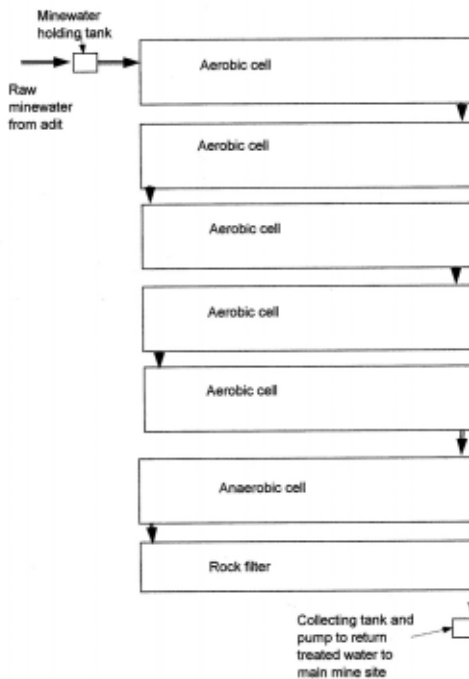 Minewater
holding tank
Aerobic cell
Raw
minewater
from adit
Aerobic cell
Aerobic cell
Aerobic cell
Aerobic cell
Anaerobic cell
Rock filter
Collecting tank and
pump to return
treated water to
main mine site